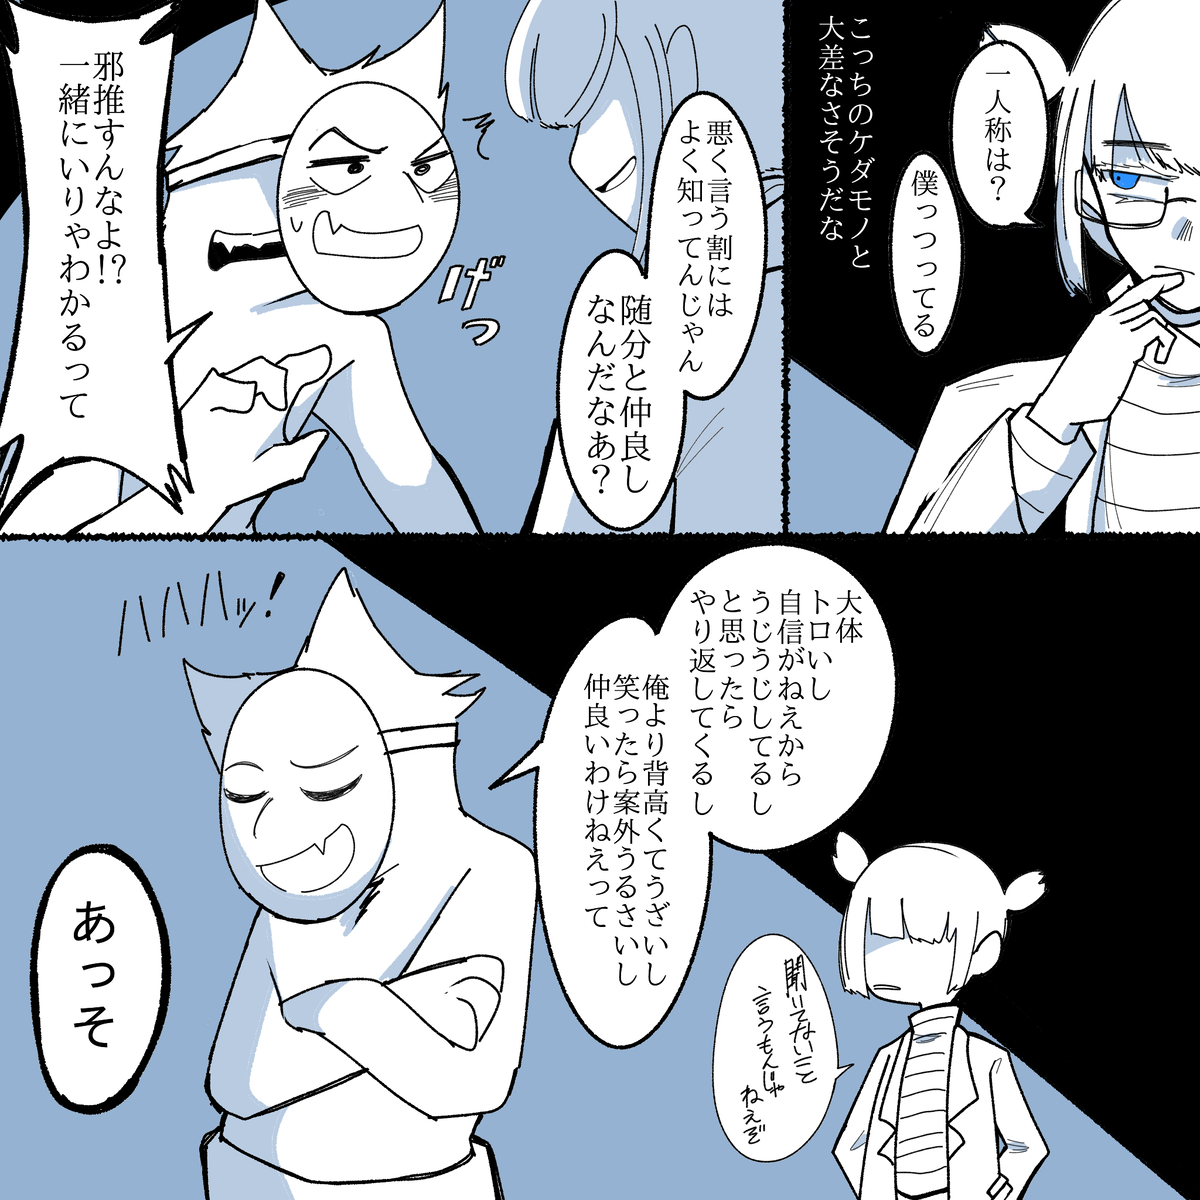 一人称は？
僕っつってる
こっちのケダモノと
大差なさそうだな
悪く言う割には
よく知ってんじゃん
随分と仲良し
なんだなあ？
そ〜
げっ
邪推すんなよ!?
一緒にいりゃわかるって
大体
トロいし
自信がねえから
うじうじしてるし
と思ったら
やり返してくるし
俺より背高くてうざいし
笑ったら案外うるさいし
仲良いわけねえって
ハハハッ!
聞いてないこと
言うもんじゃ
ねえぞ
あっそ